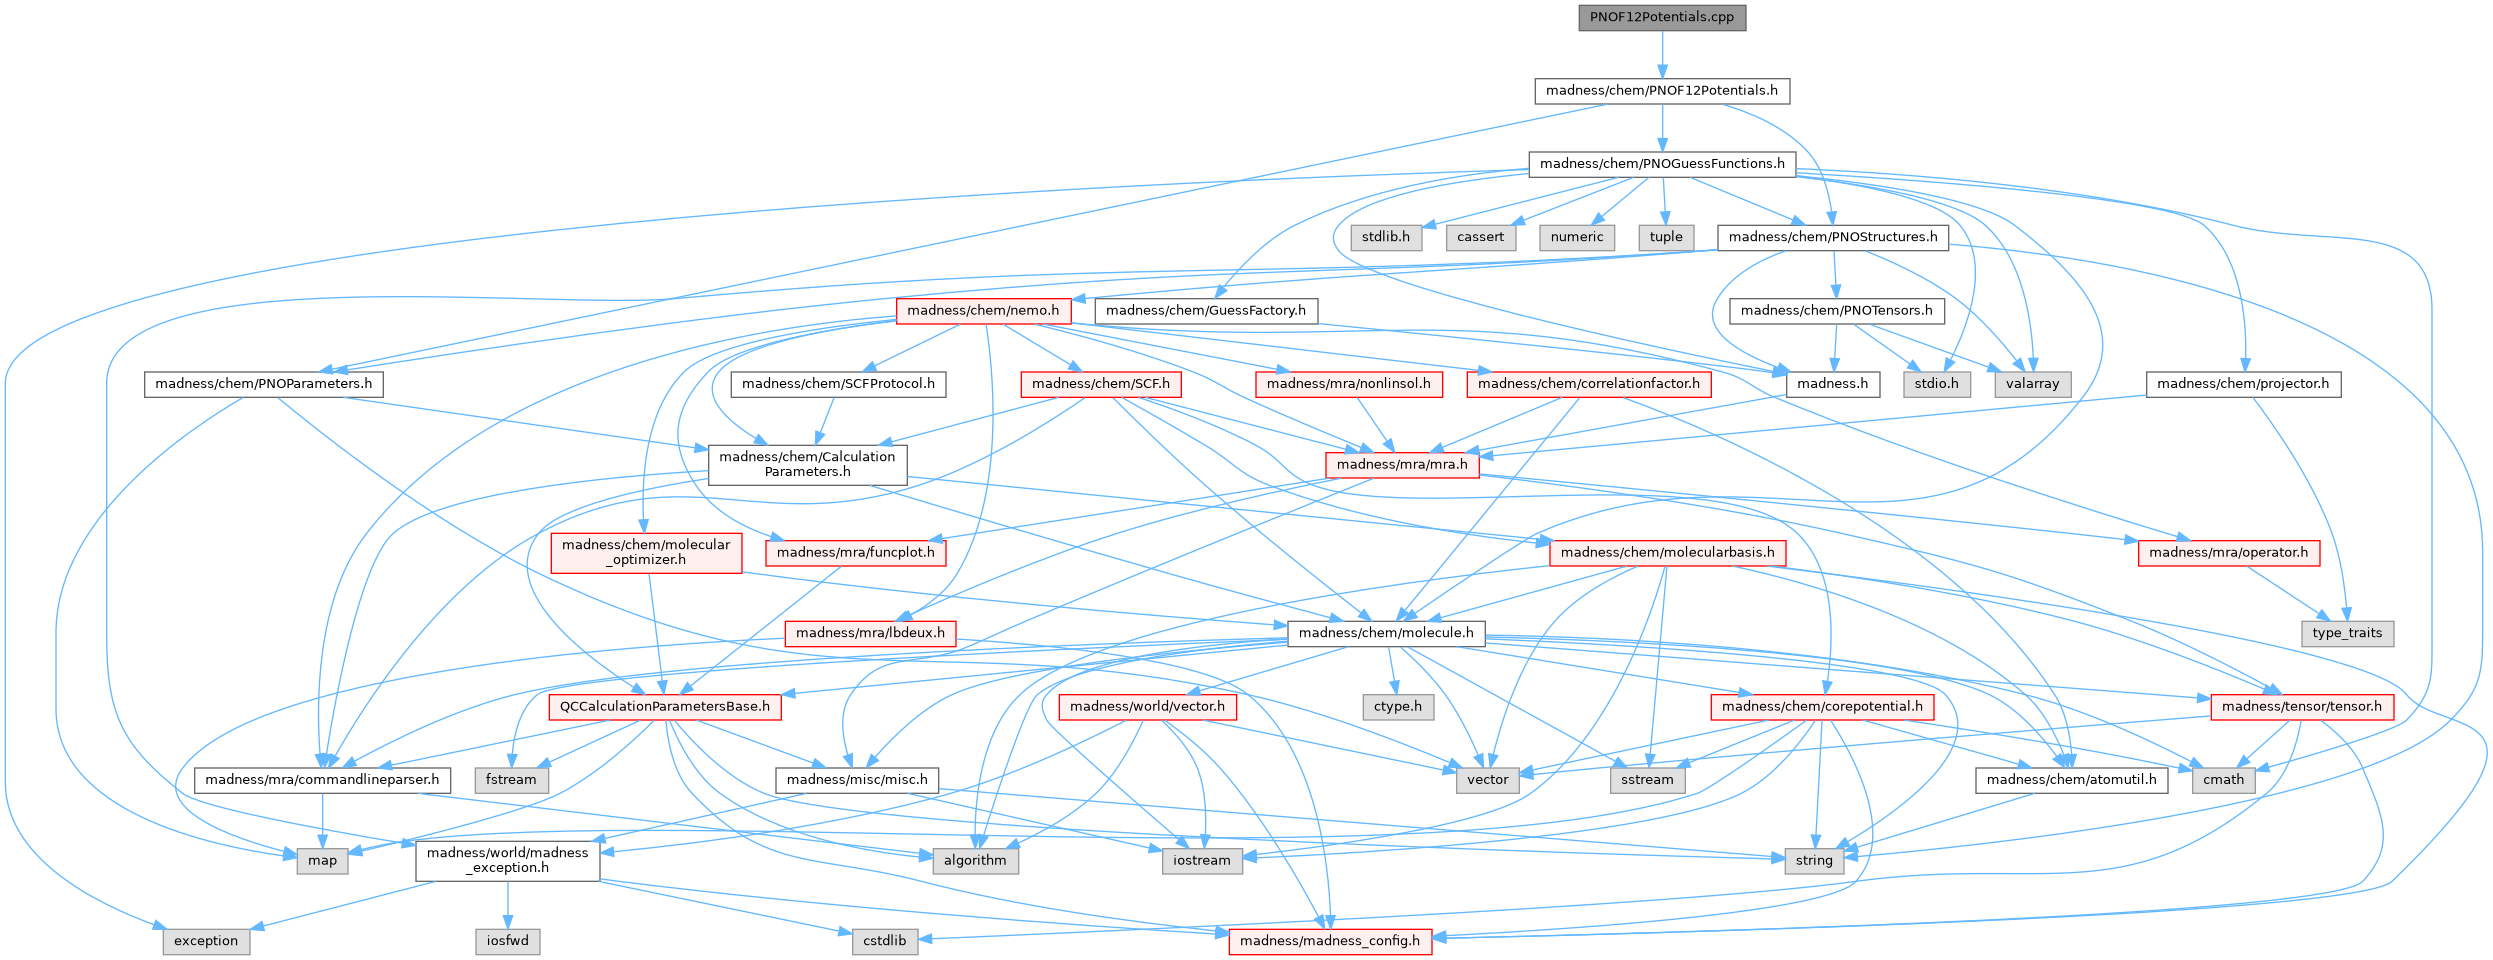 PNOF12Potentials.cpp
madness/chem/PNOF12Potentials.h
madness/chem/PNOGuessFunctions.h
stdlib.h
cassert
numeric
tuple
madness/chem/PNOStructures.h
madness/chem/nemo.h
madness/chem/GuessFactory.h
madness/chem/PNOTensors.h
madness/chem/PNOParameters.h
madness/chem/SCFProtocol.h
madness/chem/SCF.h
madness/mra/nonlinsol.h
madness/chem/correlationfactor.h
madness.h
stdio.h
valarray
madness/chem/projector.h
madness/chem/Calculation
Parameters.h
madness/mra/mra.h
madness/chem/molecular
_optimizer.h
madness/mra/funcplot.h
madness/chem/molecularbasis.h
madness/mra/operator.h
madness/mra/lbdeux.h
madness/chem/molecule.h
type_traits
QCCalculationParametersBase.h
madness/world/vector.h
ctype.h
madness/chem/corepotential.h
madness/tensor/tensor.h
madness/mra/commandlineparser.h
fstream
madness/misc/misc.h
vector
sstream
madness/chem/atomutil.h
cmath
map
madness/world/madness
_exception.h
algorithm
iostream
string
exception
iosfwd
cstdlib
madness/madness_config.h